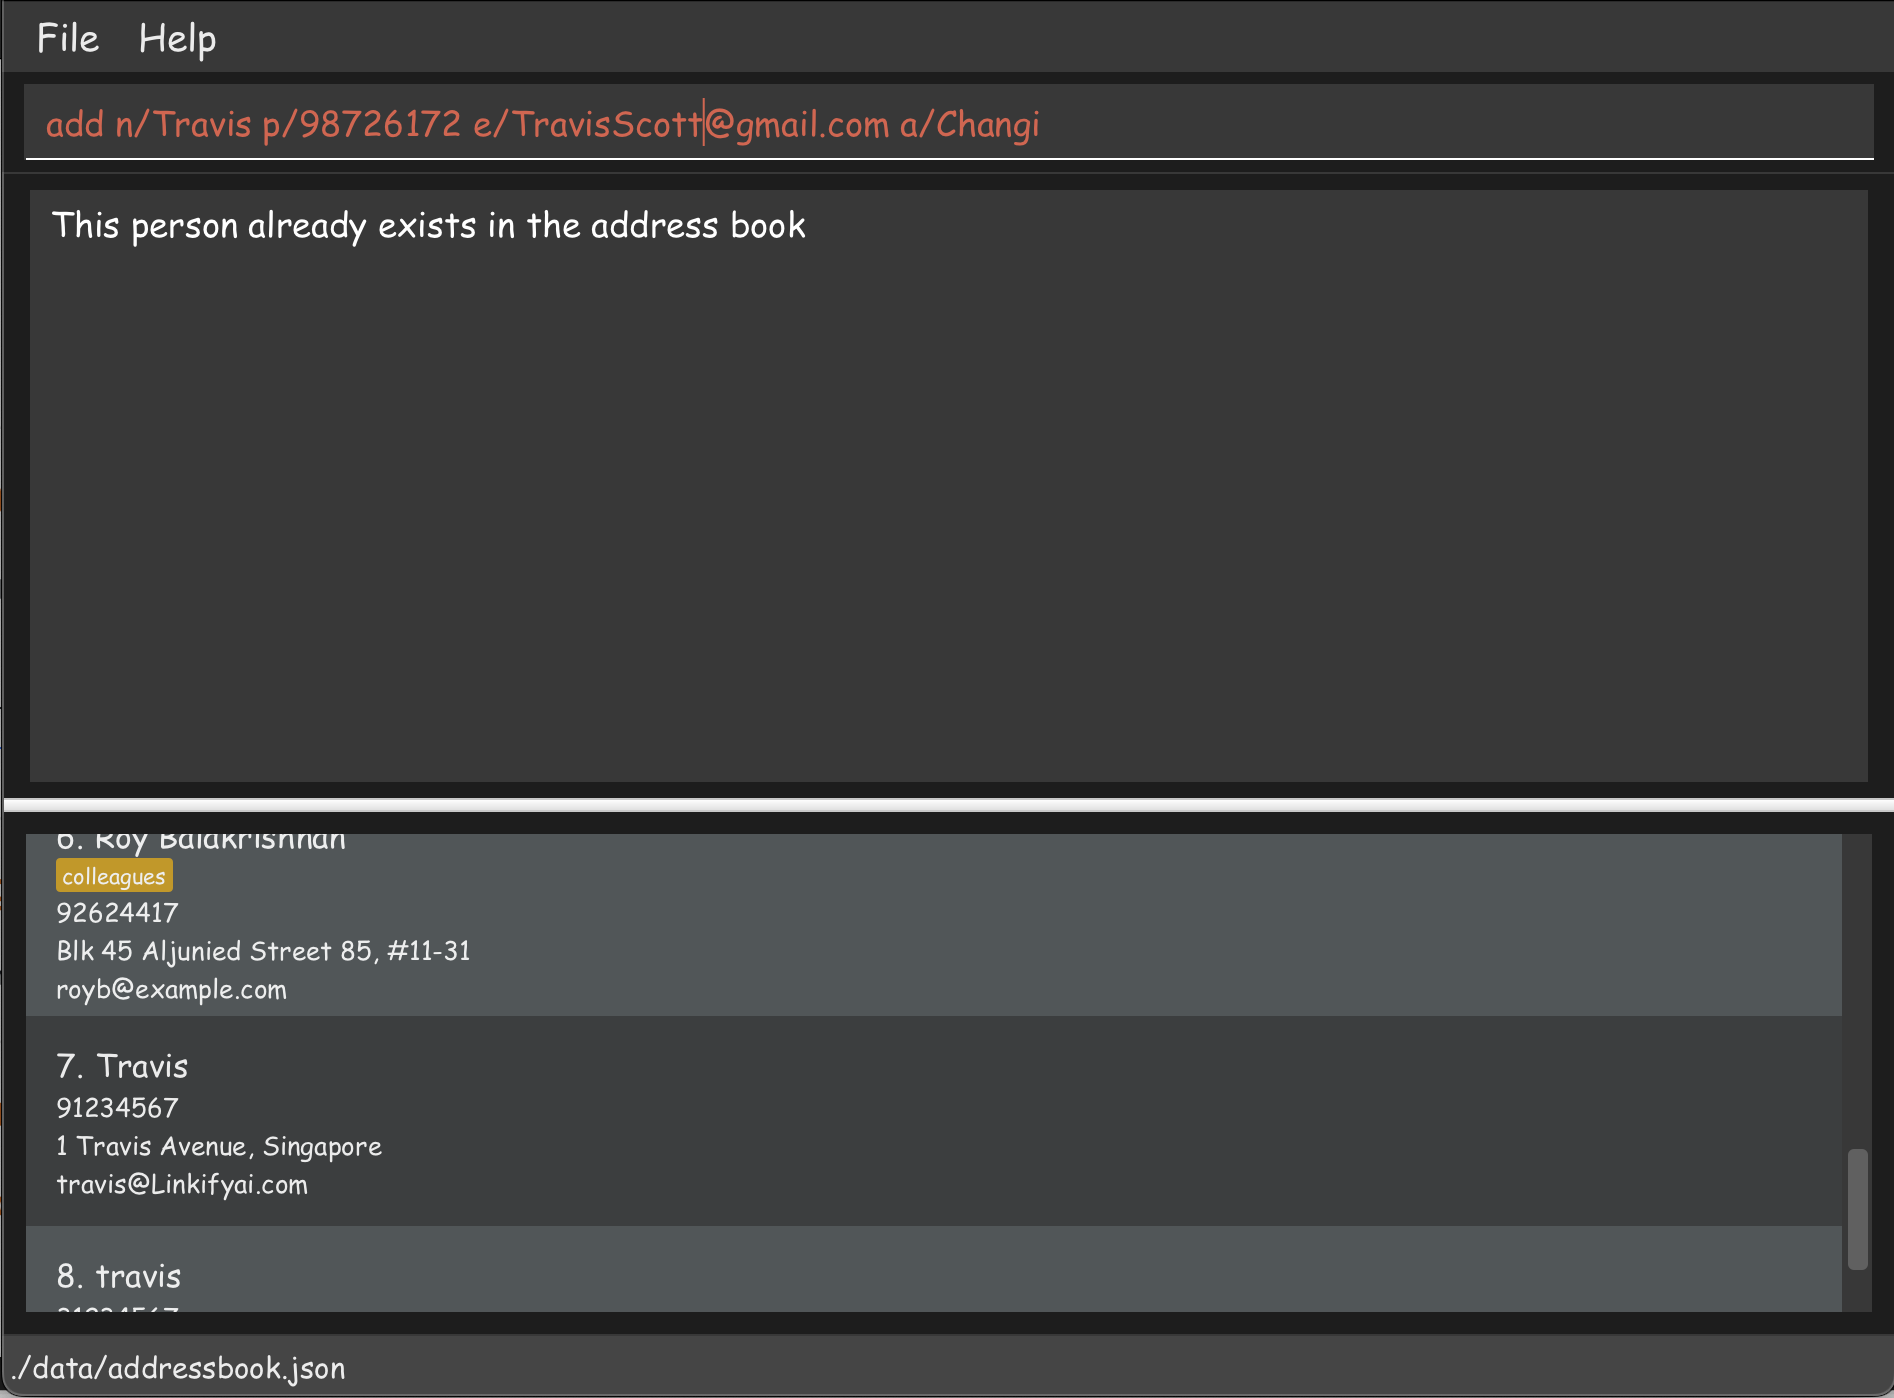 File Help
add n/Travis p/98726172 e/TravisScott@gmail.com a/Changi
This person already exists in the address book
6. Roy Balakrishnan
colleagues
92624417
Blk 45 Aljunied Street 85, #11-31
royb@example.com
7. Travis
91234567
1 Travis Avenue, Singapore
travis@Linkifyai.com
8. travis
./data/addressbook.json